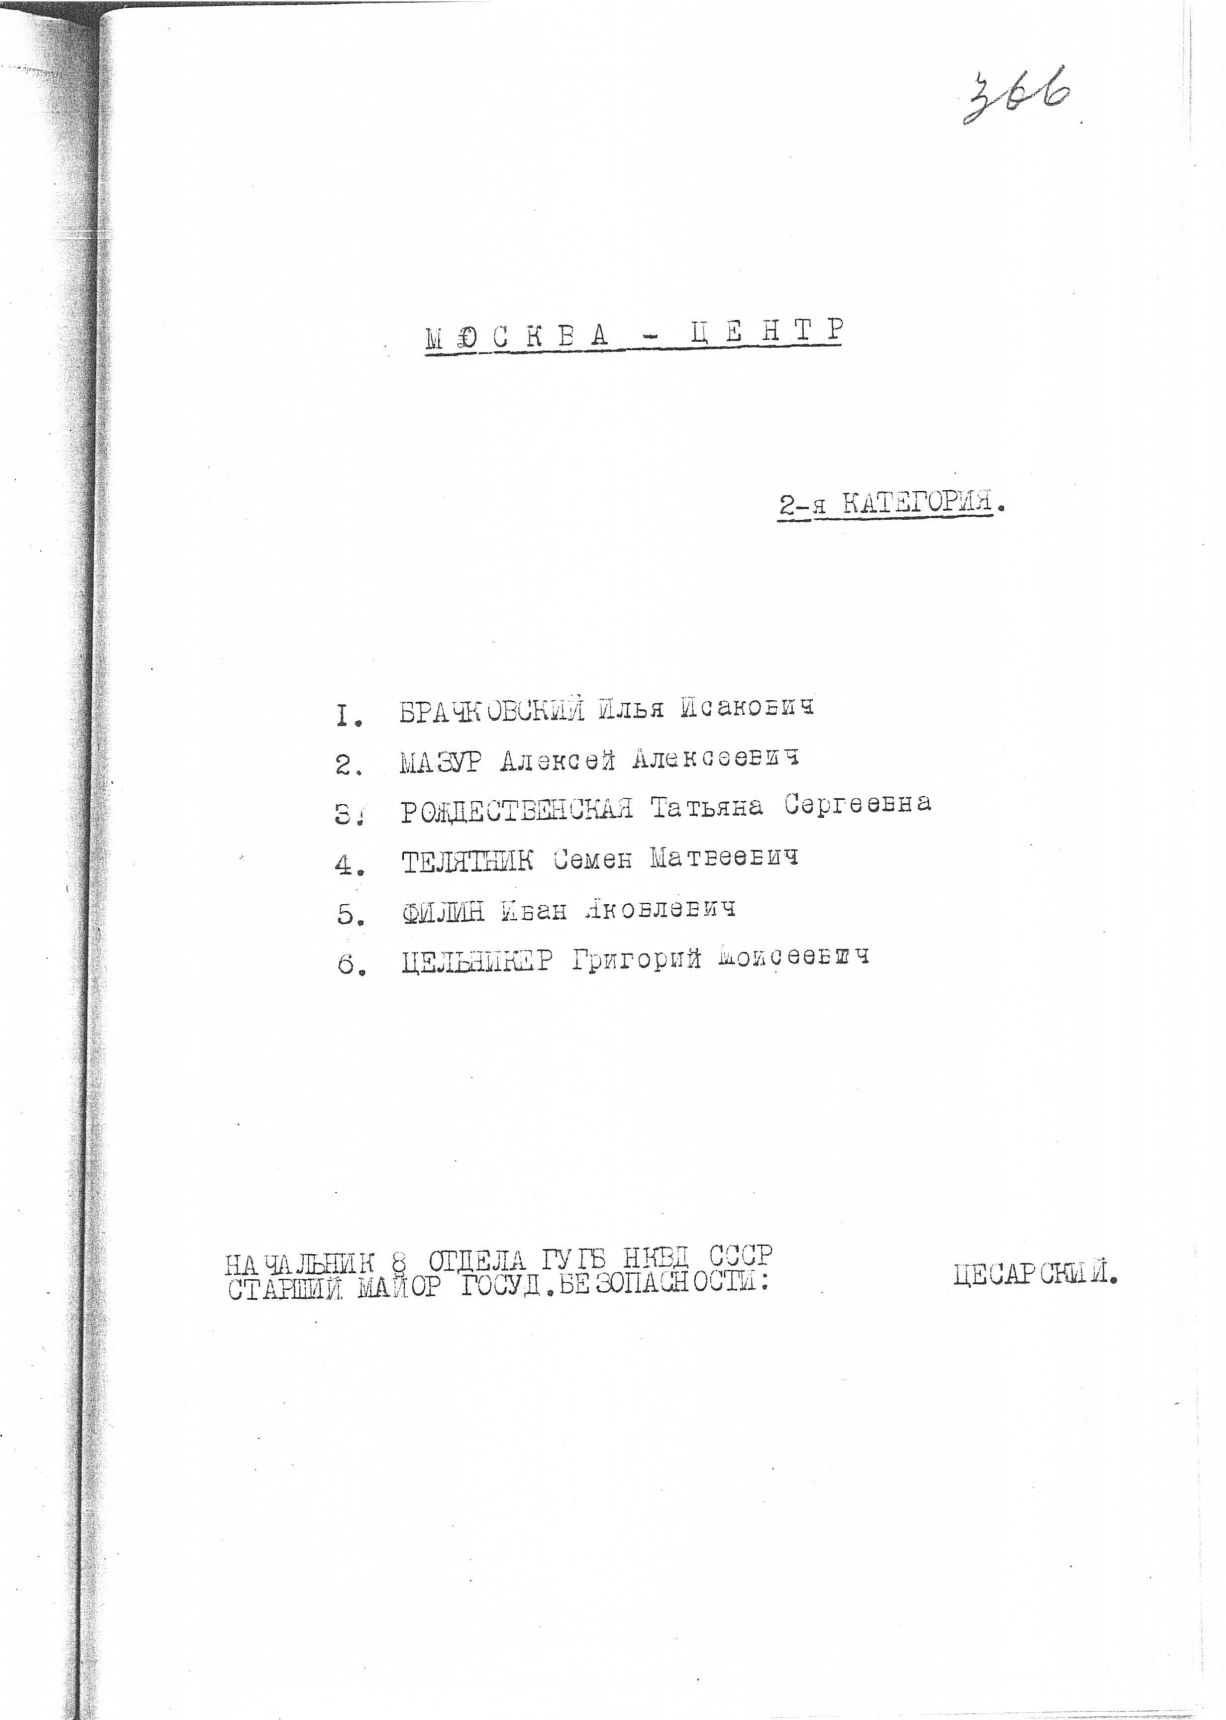 366
МОСКВА - ЦЕНТР
2-я КАТЕГОРИЯ.
I. БРАЧКОВСКИЙ Илья Исакович
2. МАЗУР Алексей Алексеевич
3. РОЖДЕСТВЕНСКАЯ Татьяна Сергеевна
4. ТЕЛЯТНИК Семен Матвеевич
5. ФИЛИН Иван Яковлевич
6. ЦЕЛЬНИКЕР Григорий Моисеевич
НАЧАЛЬНИК 8 ОТДЕЛА ГУГБ НКВД СССР
СТАРШИЙ МАЙОР ГОСУД.БЕЗОПАСНОСТИ: ЦЕСАРСКИЙ.